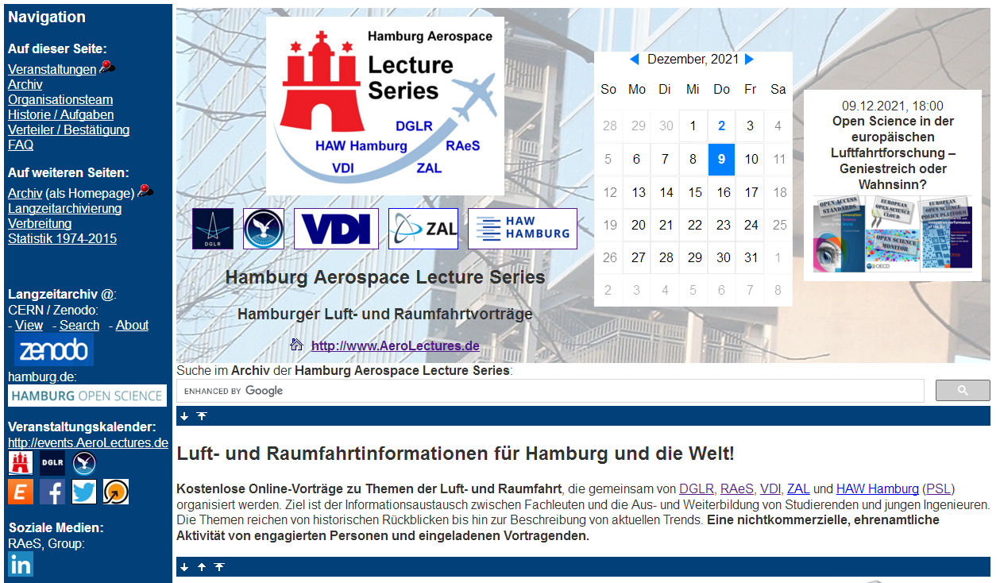 Navigation
Auf dieser Seite:
Veranstaltungen
Archiv
Organisationsteam
Historie / Aufgaben
Verteiler / Bestätigung
FAQ
Auf weiteren Seiten:
Archiv (als Homepage)
Langzeitarchivierung
Verbreitung
Statistik 1974-2015
Langzeitarchiv @:
CERN / Zenodo:
- View - Search - About
zenodo
hamburg.de:
HAMBURG OPEN SCIENCE
Veranstaltungskalender:
http://events.AeroLectures.de
DGLR
E f
Soziale Medien:
RAeS, Group:
in
Hamburg Aerospace
Lecture
Series
DGLR
HAW Hamburg RAeS
VDI ZAL
DGLR VDI ZAL HAW
HAMBURG
Hamburg Aerospace Lecture Series
Hamburger Luft- und Raumfahrtvorträge
http://www.AeroLectures.de
Dezember, 2021
So Mo Di Mi Do Fr Sa
28 29 30 1 2 3 4
5 6 7 8 9 10 11
12 13 14 15 16 17 18
19 20 21 22 23 24 25
26 27 28 29 30 31 1
2 3 4 5 6 7 8
09.12.2021, 18:00
Open Science in der
europäischen
Luftfahrtforschung –
Geniestreich oder
Wahnsinn?
OPEN ACCESS
STANDARDS
EUROPEAN
OPEN SCIENCE
CLOUD
EUROPEAN
OPEN SCIENCE
POLICY PLATFORM
OPEN SCIENCE
MONITOR
OECD
Suche im Archiv der Hamburg Aerospace Lecture Series:
ENHANCED BY Google
Luft- und Raumfahrtinformationen für Hamburg und die Welt!
Kostenlose Online-Vorträge zu Themen der Luft- und Raumfahrt, die gemeinsam von DGLR, RAeS, VDI, ZAL und HAW Hamburg (PSL)
organisiert werden. Ziel ist der Informationsaustausch zwischen Fachleuten und die Aus- und Weiterbildung von Studierenden und jungen Ingenieuren.
Die Themen reichen von historischen Rückblicken bis hin zur Beschreibung von aktuellen Trends. Eine nichtkommerzielle, ehrenamtliche
Aktivität von engagierten Personen und eingeladenen Vortragenden.